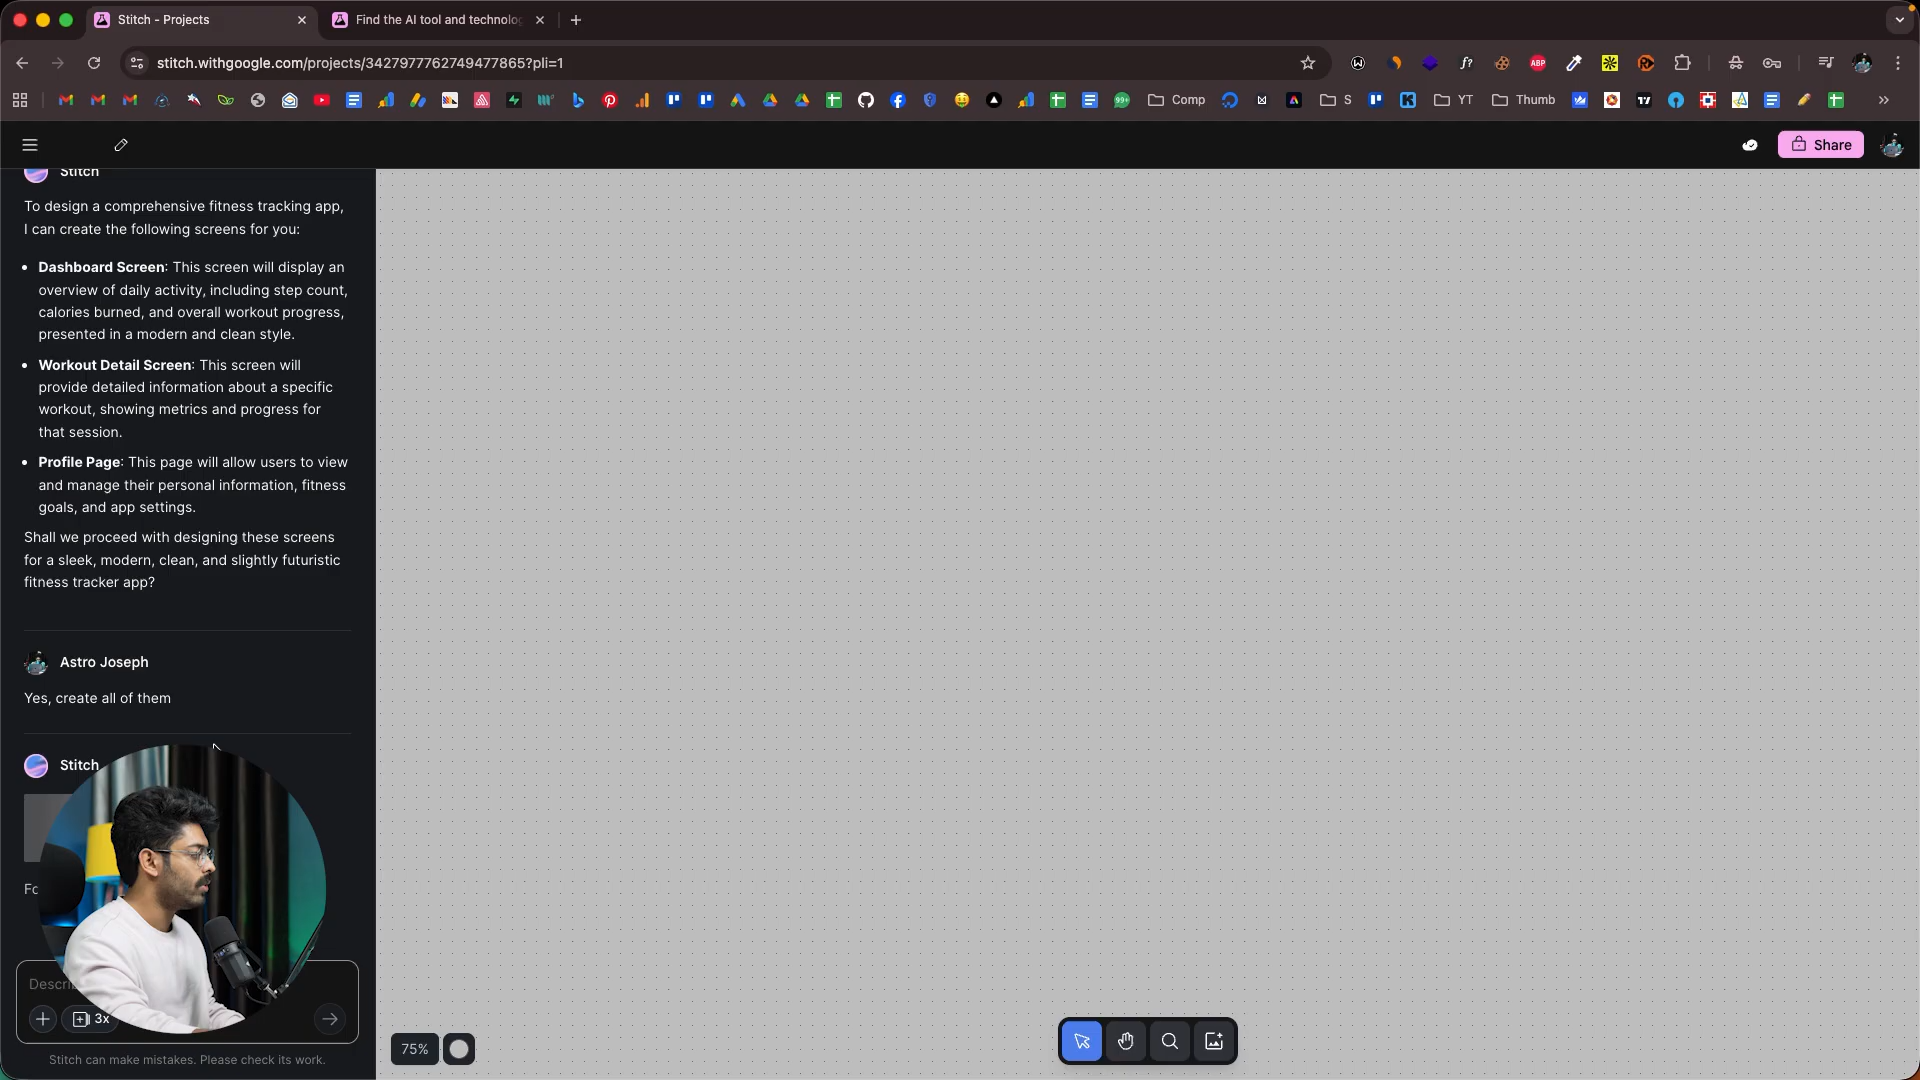 Stitch - Projects
Find the AI tool and technolo
stitch.withgoogle.com/projects/3427977762749477865?pli=1
Comp
S
YT
Thumb
Share
Stitch
To design a comprehensive fitness tracking app,
I can create the following screens for you:
Dashboard Screen: This screen will display an
overview of daily activity, including step count,
calories burned, and overall workout progress,
presented in a modern and clean style.
Workout Detail Screen: This screen will
provide detailed information about a specific
workout, showing metrics and progress for
that session.
Profile Page: This page will allow users to view
and manage their personal information, fitness
goals, and app settings.
Shall we proceed with designing these screens
for a sleek, modern, clean, and slightly futuristic
fitness tracker app?
Astro Joseph
Yes, create all of them
Stitch
Fo
Descri
3x
Stitch can make mistakes. Please check its work.
75%